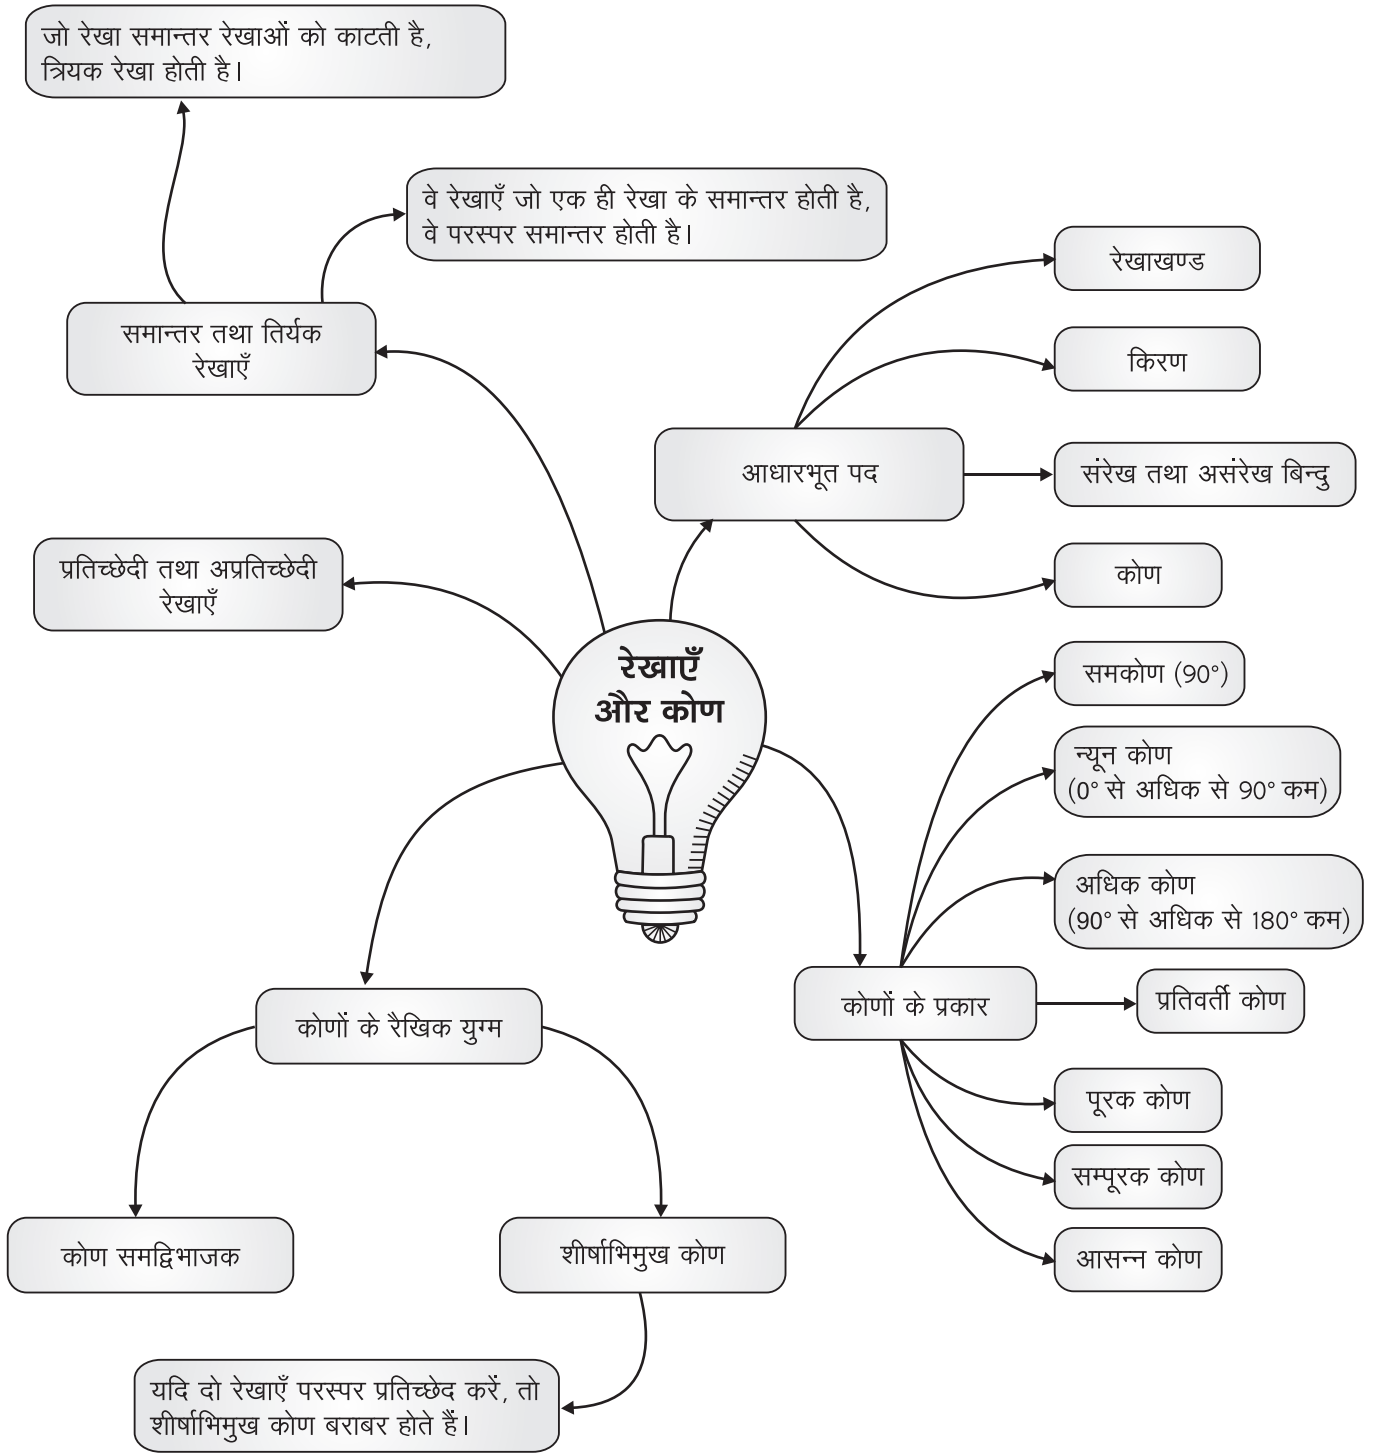 जो रेखा समान्तर रेखाओं को काटती है,
त्रियक रेखा होती है।
वे रेखाएँ जो एक ही रेखा के समान्तर होती है,
वे परस्पर समान्तर होती है।
समान्तर तथा तिर्यक
रेखाएँ
प्रतिच्छेदी तथा अप्रतिच्छेदी
रेखाएँ
रेखाएँ
और कोण
आधारभूत पद
रेखाखण्ड
किरण
संरेख तथा असंरेख बिन्दु
कोण
समकोण (90°)
न्यून कोण
(0° से अधिक से 90° कम)
अधिक कोण
(90° से अधिक से 180° कम)
कोणों के प्रकार
प्रतिवर्ती कोण
पूरक कोण
सम्पूरक कोण
आसन्न कोण
कोणों के रैखिक युग्म
कोण समद्विभाजक
शीर्षाभिमुख कोण
यदि दो रेखाएँ परस्पर प्रतिच्छेद करें, तो
शीर्षाभिमुख कोण बराबर होते हैं।